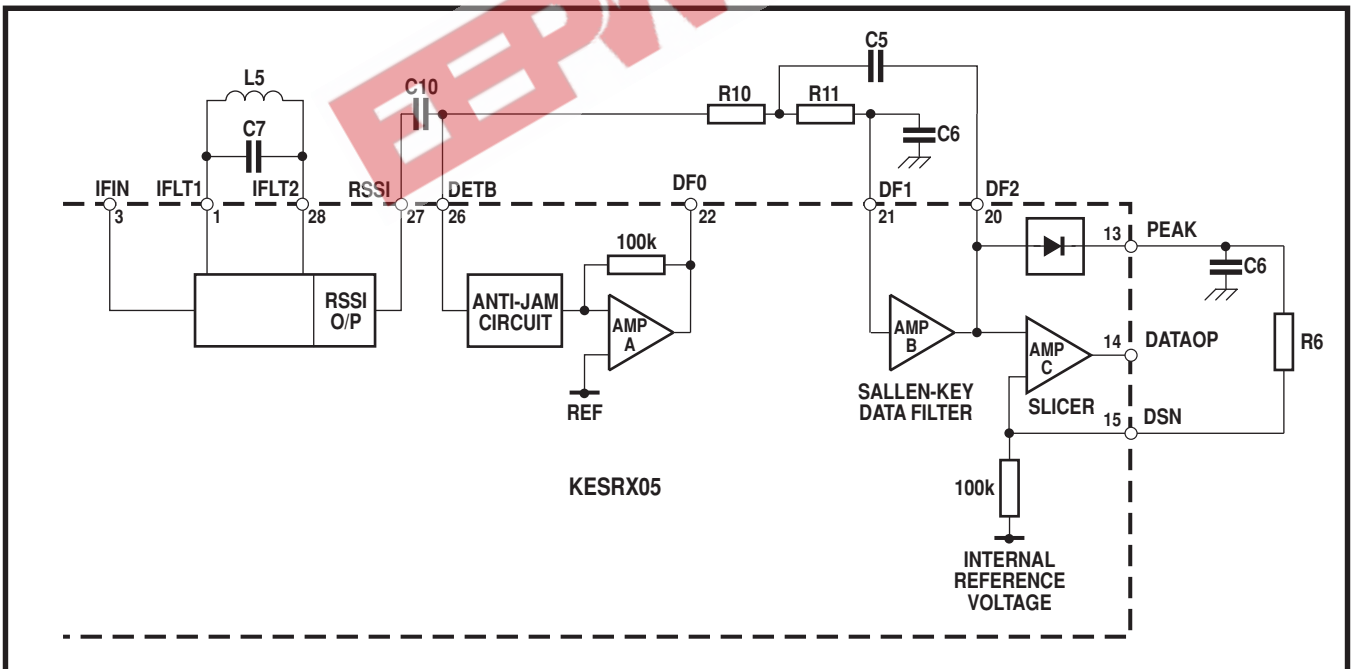 C5
L5
C10
R10
R11
C7
C6
IFIN
IFLT1
IFLT2
RSSI
DETB
DF0
DF1
DF2
3
1
28
27
26
22
21
20
13
PEAK
100k
C6
RSSI
O/P
ANTI-JAM
CIRCUIT
AMP
A
AMP
B
AMP
C
14
DATAOP
R6
REF
SALLEN-KEY
DATA FILTER
SLICER
15
DSN
KESRX05
100k
INTERNAL
REFERENCE
VOLTAGE